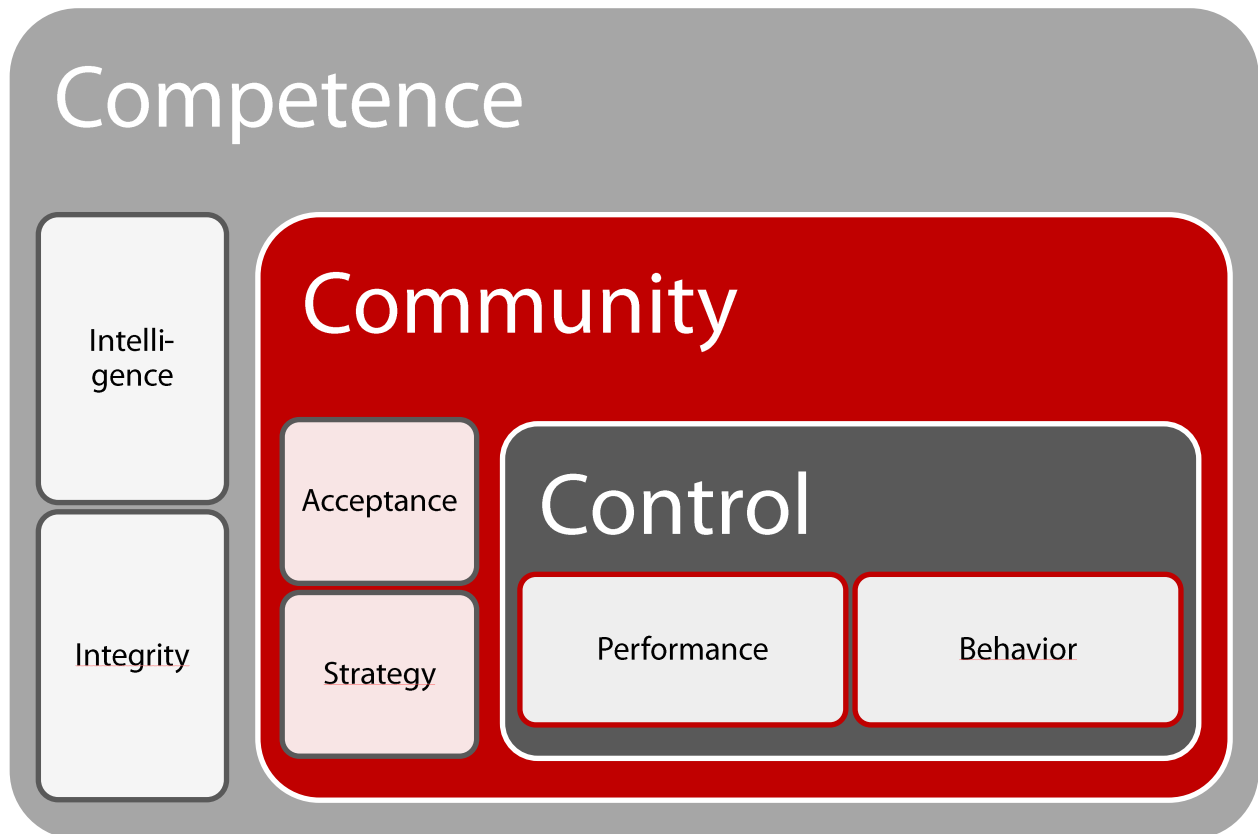 Competence
Intelli-
gence
Integrity
Community
Acceptance
Strategy
Control
Performance
Behavior